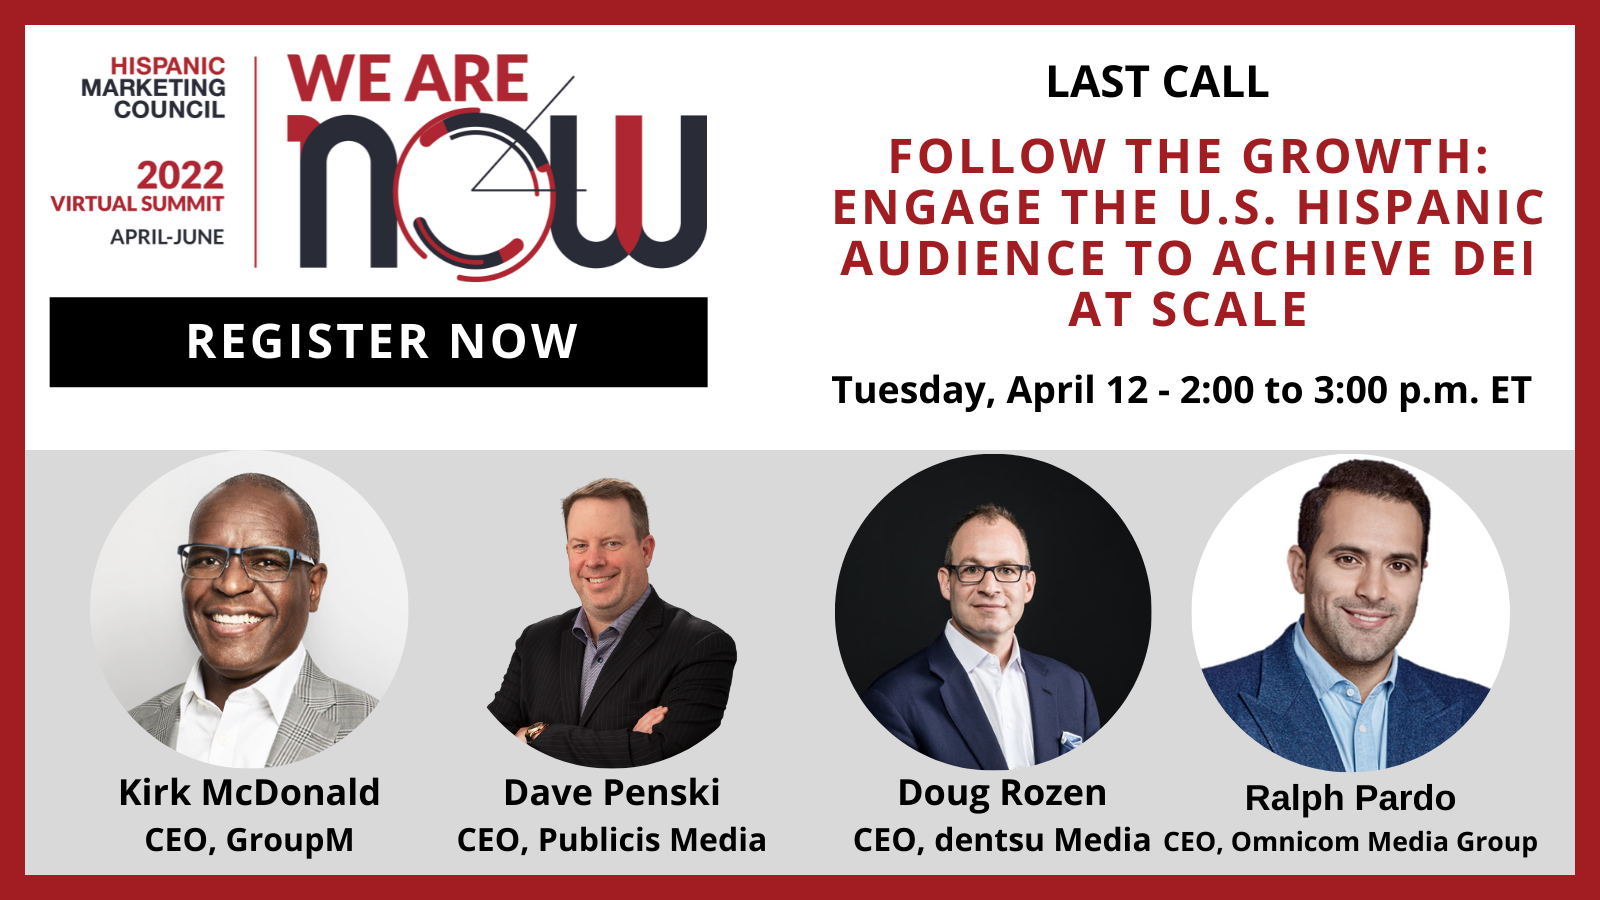 HISPANIC
MARKETING
COUNCIL
2022
VIRTUAL SUMMIT
APRIL-JUNE
WE ARE
now
REGISTER NOW
LAST CALL
FOLLOW THE GROWTH:
ENGAGE THE U.S. HISPANIC
AUDIENCE TO ACHIEVE DEI
AT SCALE
Tuesday, April 12 - 2:00 to 3:00 p.m. ET
Kirk McDonald
CEO, GroupM
Dave Penski
CEO, Publicis Media
Doug Rozen
CEO, dentsu Media
Ralph Pardo
CEO, Omnicom Media Group